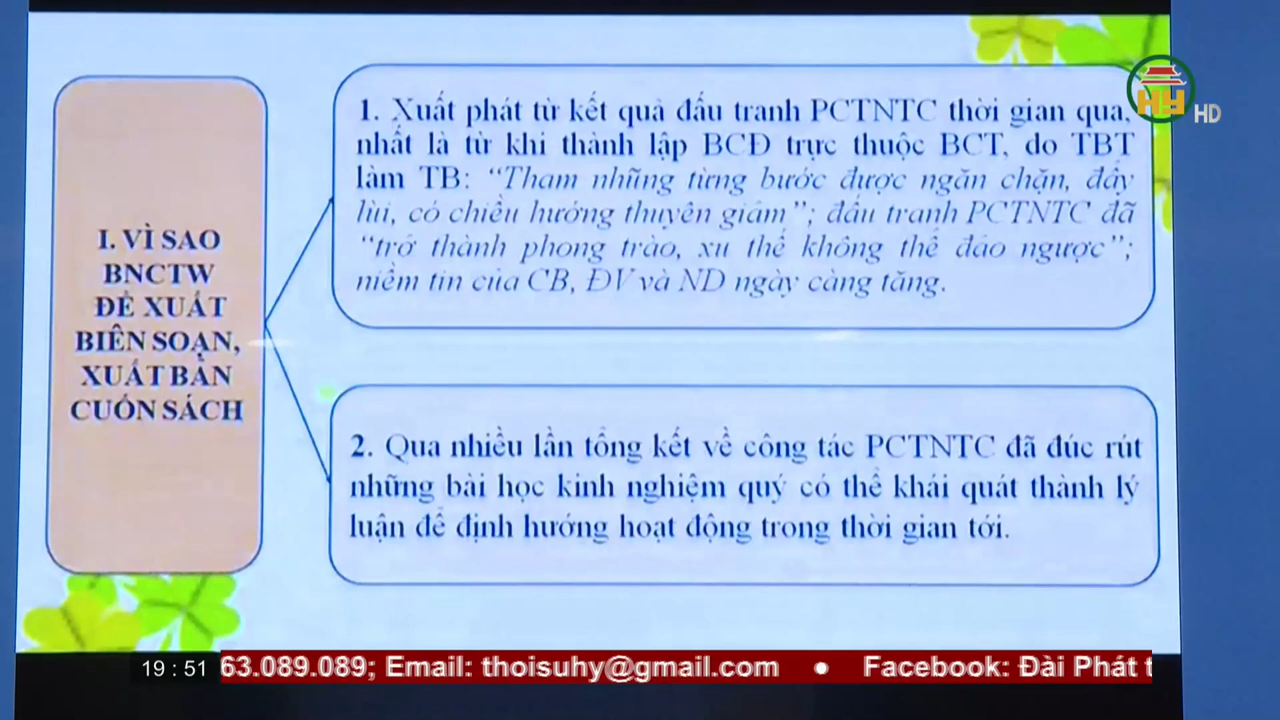 I. VÌ SAO
BNCTW
ĐỀ XUẤT
BIÊN SOẠN,
XUẤT BẢN
CUỐN SÁCH
1. Xuất phát từ kết quả đấu tranh PCTNTC thời gian qua,
nhất là từ khi thành lập BCĐ trực thuộc BCT, do TBT
làm TB: “Tham nhũng từng bước được ngăn chặn, đẩy
lùi, có chiều hướng thuyên giảm”; đấu tranh PCTNTC đã
“trở thành phong trào, xu thế không thể đảo ngược”;
niềm tin của CB, ĐV và ND ngày càng tăng.
2. Qua nhiều lần tổng kết về công tác PCTNTC đã đúc rút
những bài học kinh nghiệm quý có thể khái quát thành lý
luận để định hướng hoạt động trong thời gian tới.
HY HD
19 : 51 63.089.089; Email: thoisuhy@gmail.com ● Facebook: Đài Phát t